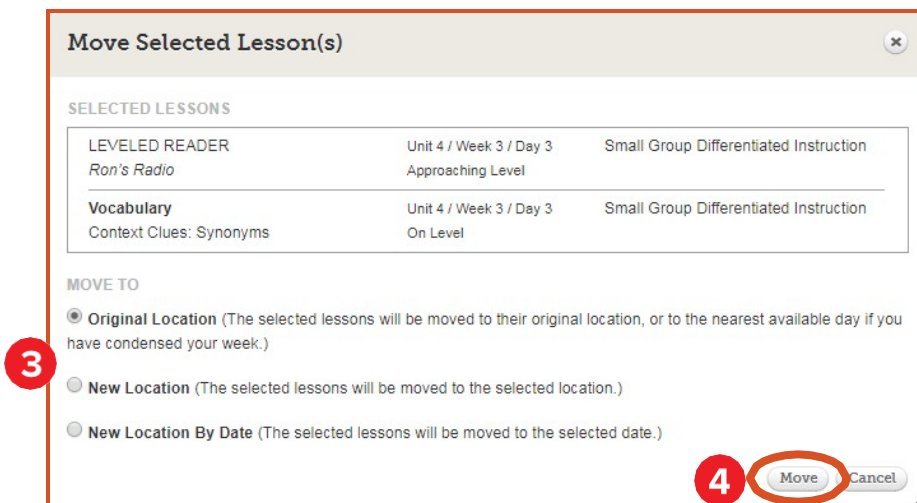 Move Selected Lesson(s)
×
SELECTED LESSONS
LEVELED READER Unit 4 / Week 3 / Day 3 Small Group Differentiated Instruction
Ron's Radio Approaching Level
Vocabulary Unit 4 / Week 3 / Day 3 Small Group Differentiated Instruction
Context Clues: Synonyms On Level
MOVE TO
Original Location (The selected lessons will be moved to their original location, or to the nearest available day if you
have condensed your week.)
3
New Location (The selected lessons will be moved to the selected location.)
New Location By Date (The selected lessons will be moved to the selected date.)
4 Move Cancel